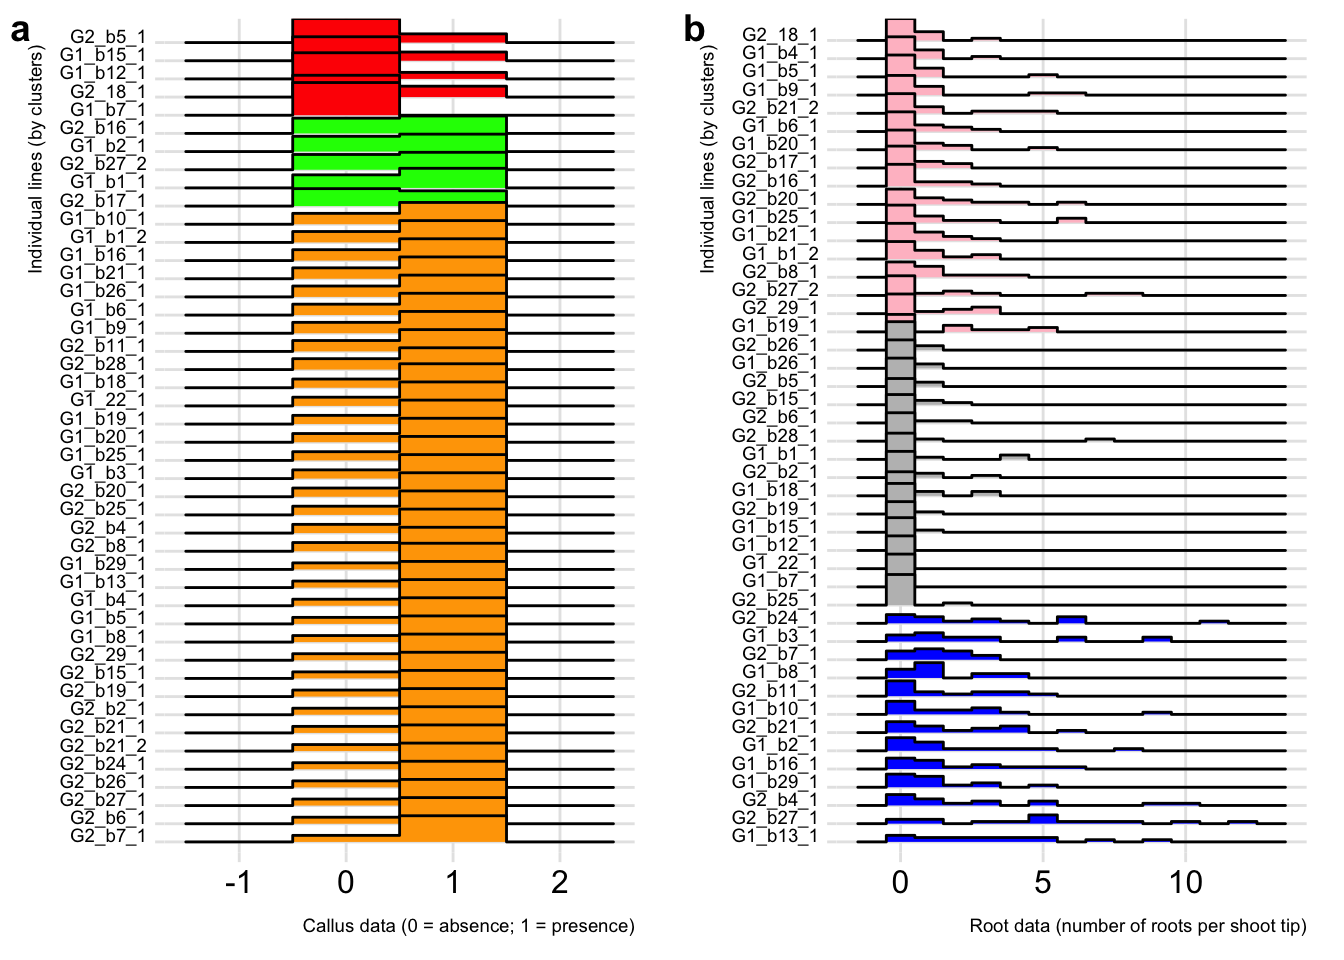 a
Individual lines (by clusters)
G2_b5_1
G1_b15_1
G1_b12_1
G2_18_1
G1_b7_1
G2_b16_1
G1_b2_1
G2_b27_2
G1_b1_1
G2_b17_1
G1_b10_1
G1_b1_2
G1_b16_1
G1_b21_1
G1_b26_1
G1_b6_1
G1_b9_1
G2_b11_1
G2_b28_1
G1_b18_1
G1_22_1
G1_b19_1
G1_b20_1
G1_b25_1
G1_b3_1
G2_b20_1
G2_b25_1
G2_b4_1
G2_b8_1
G1_b29_1
G1_b13_1
G1_b4_1
G1_b5_1
G1_b8_1
G2_29_1
G2_b15_1
G2_b19_1
G2_b2_1
G2_b21_1
G2_b21_2
G2_b24_1
G2_b26_1
G2_b27_1
G2_b6_1
G2_b7_1
-1 0 1 2
Callus data (0 = absence; 1 = presence)
b
Individual lines (by clusters)
G2_18_1
G1_b4_1
G1_b5_1
G1_b9_1
G2_b21_2
G1_b6_1
G1_b20_1
G2_b17_1
G2_b16_1
G2_b20_1
G1_b25_1
G1_b21_1
G1_b1_2
G2_b8_1
G2_b27_2
G2_29_1
G1_b19_1
G2_b26_1
G1_b26_1
G2_b5_1
G2_b15_1
G2_b6_1
G2_b28_1
G1_b1_1
G2_b2_1
G1_b18_1
G2_b19_1
G1_b15_1
G1_b12_1
G1_22_1
G1_b7_1
G2_b25_1
G2_b24_1
G1_b3_1
G2_b7_1
G1_b8_1
G2_b11_1
G1_b10_1
G2_b21_1
G1_b2_1
G1_b16_1
G1_b29_1
G2_b4_1
G2_b27_1
G1_b13_1
0 5 10
Root data (number of roots per shoot tip)